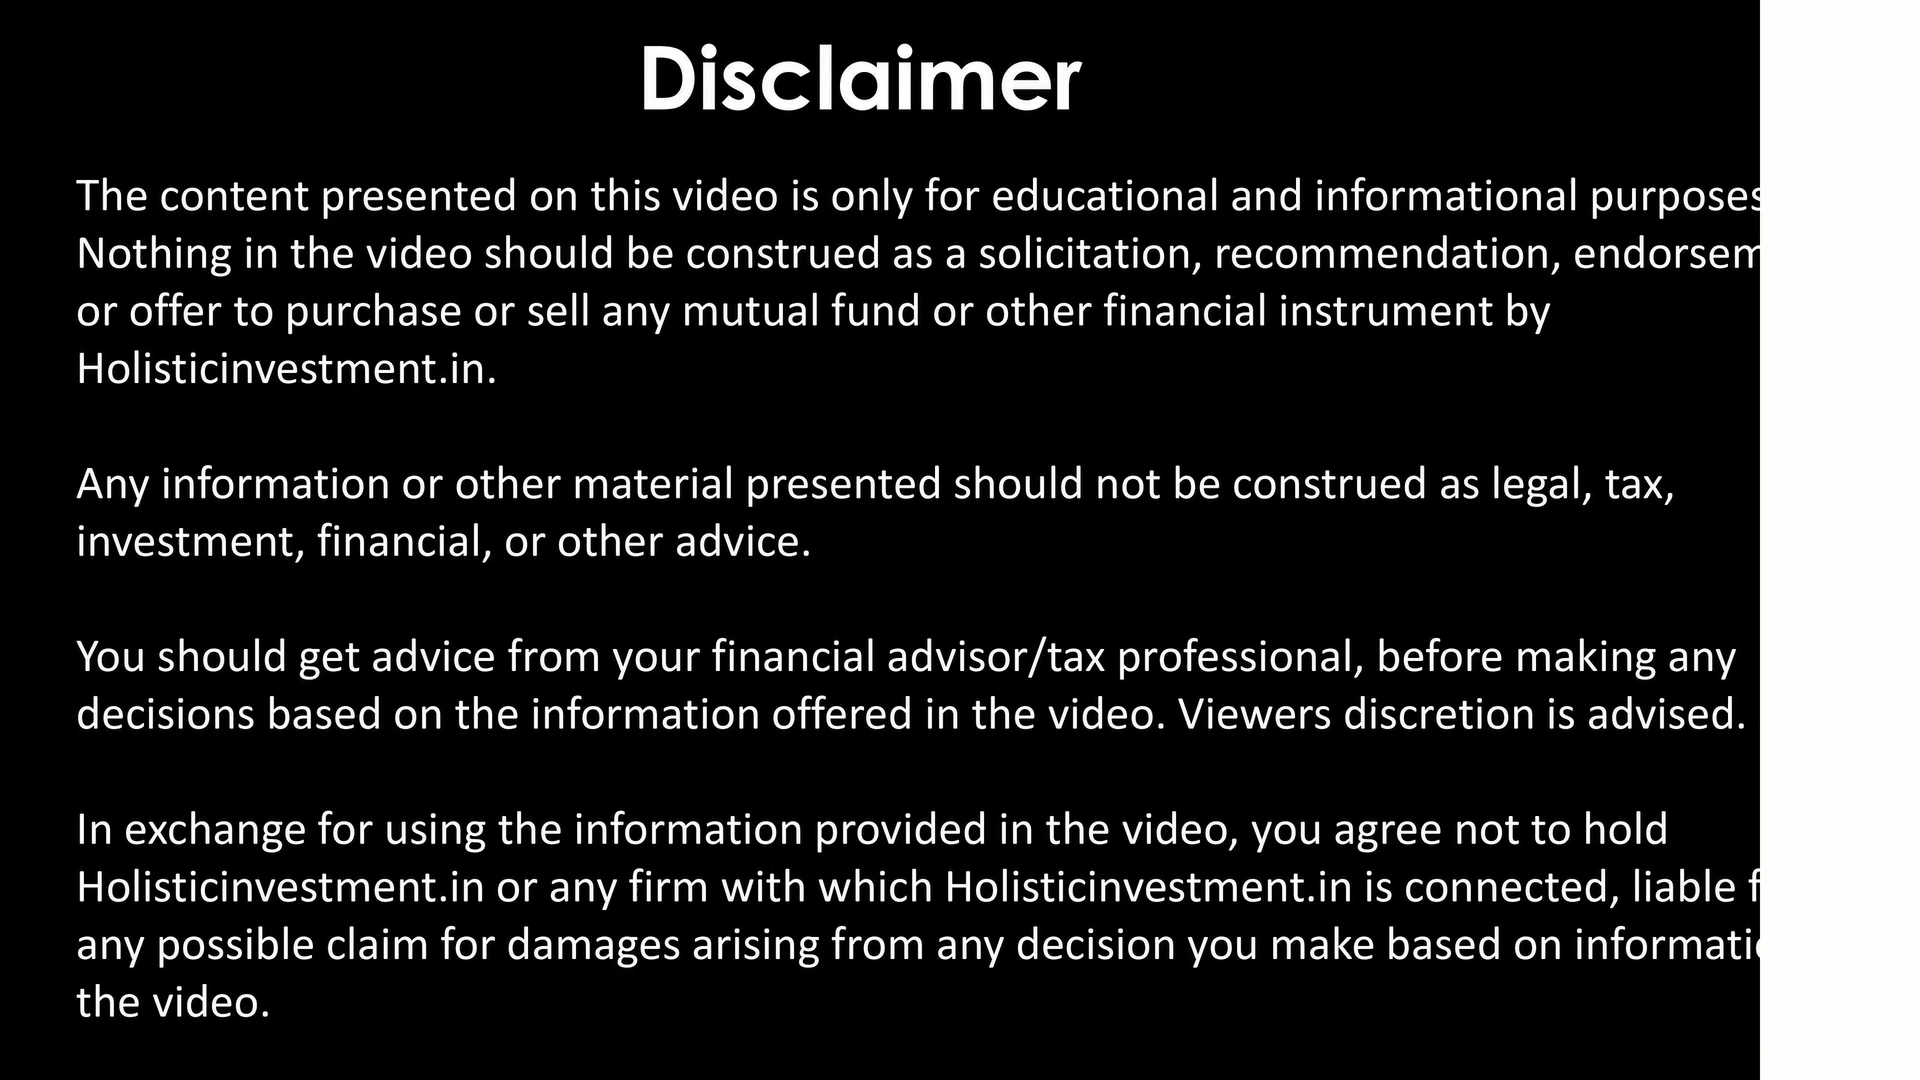 Disclaimer
The content presented on this video is only for educational and informational purposes
Nothing in the video should be construed as a solicitation, recommendation,
or offer to purchase or sell any mutual fund or other financial instrument by
Holisticinvestment.in.
Any information or other material presented should not be construed as legal, tax,
investment, financial, or other advice.
You should get advice from your financial advisor/tax professional, before making any
decisions based on the information offered in the video. Viewers discretion is advised.
In exchange for using the information provided in the video, you agree not to hold
Holisticinvestment.in or any firm with which Holisticinvestment.in is connected, liable
any possible claim for damages arising from any decision you make based on
the video.